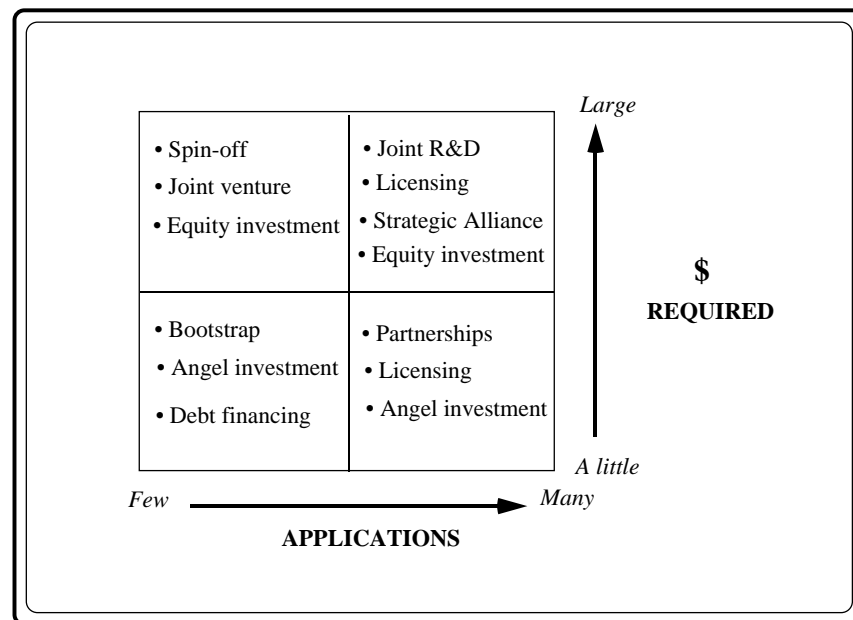 Large
• Spin-off
• Joint venture
• Equity investment
• Joint R&D
• Licensing
• Strategic Alliance
• Equity investment
$
REQUIRED
• Bootstrap
• Angel investment
• Debt financing
• Partnerships
• Licensing
• Angel investment
A little
Few
Many
APPLICATIONS